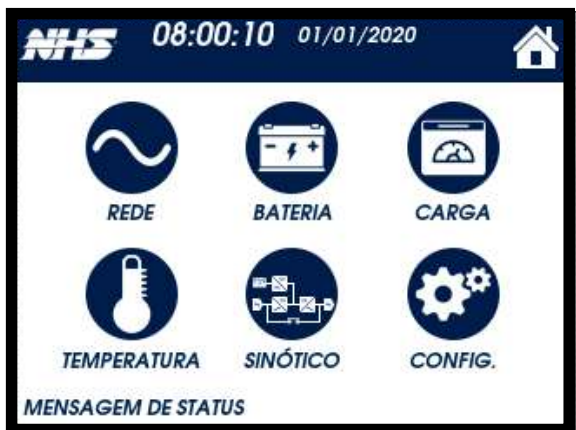 NHS 08:00:10 01/01/2020
REDE BATERIA CARGA
TEMPERATURA SINÓTICO CONFIG.
MENSAGEM DE STATUS